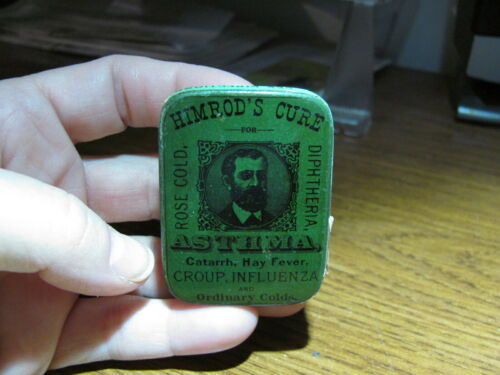 HIMROD'S CURE
FOR
ROSE COLD,
DIPHTHERIA,
ASTHMA,
Catarrh, Hay Fever,
CROUP, INFLUENZA
AND
Ordinary Colds.